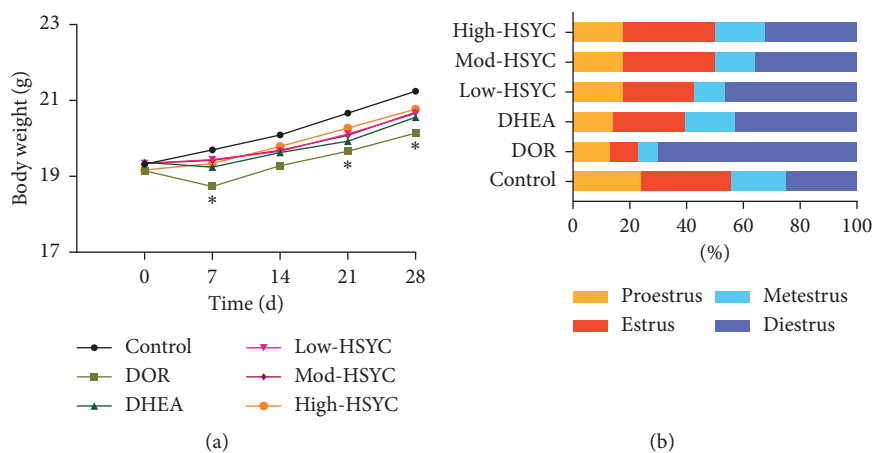 23
21
19
17
Body weight (g)
*
*
*
0 7 14 21 28
Time (d)
Control
DOR
DHEA
Low-HSYC
Mod-HSYC
High-HSYC
(a)
High-HSYC
Mod-HSYC
Low-HSYC
DHEA
DOR
Control
0 20 40 60 80 100
(%)
Proestrus
Estrus
Metestrus
Diestrus
(b)